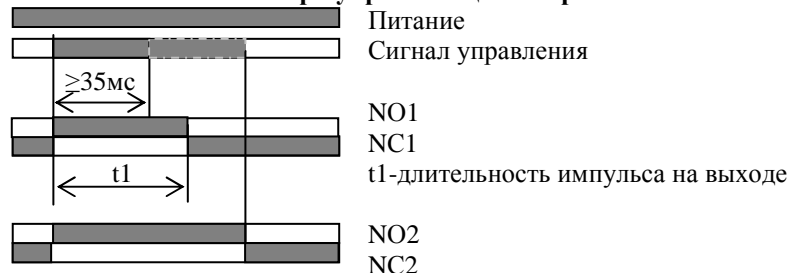 Питание
Сигнал управления
≥35мс
NO1
NC1
t1
t1-длительность импульса на выходе
NO2
NC2